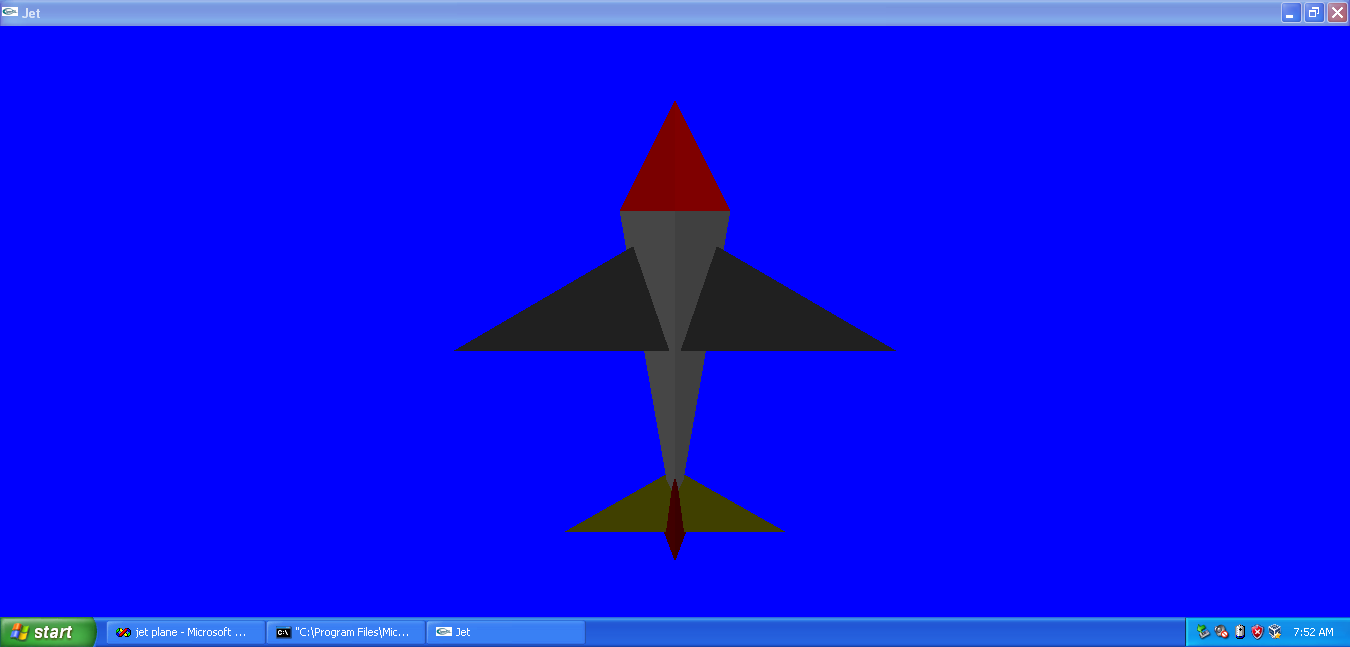 Jet
start
jet plane - Microsoft ...
"C:\Program Files\Mic...
Jet
7:52 AM